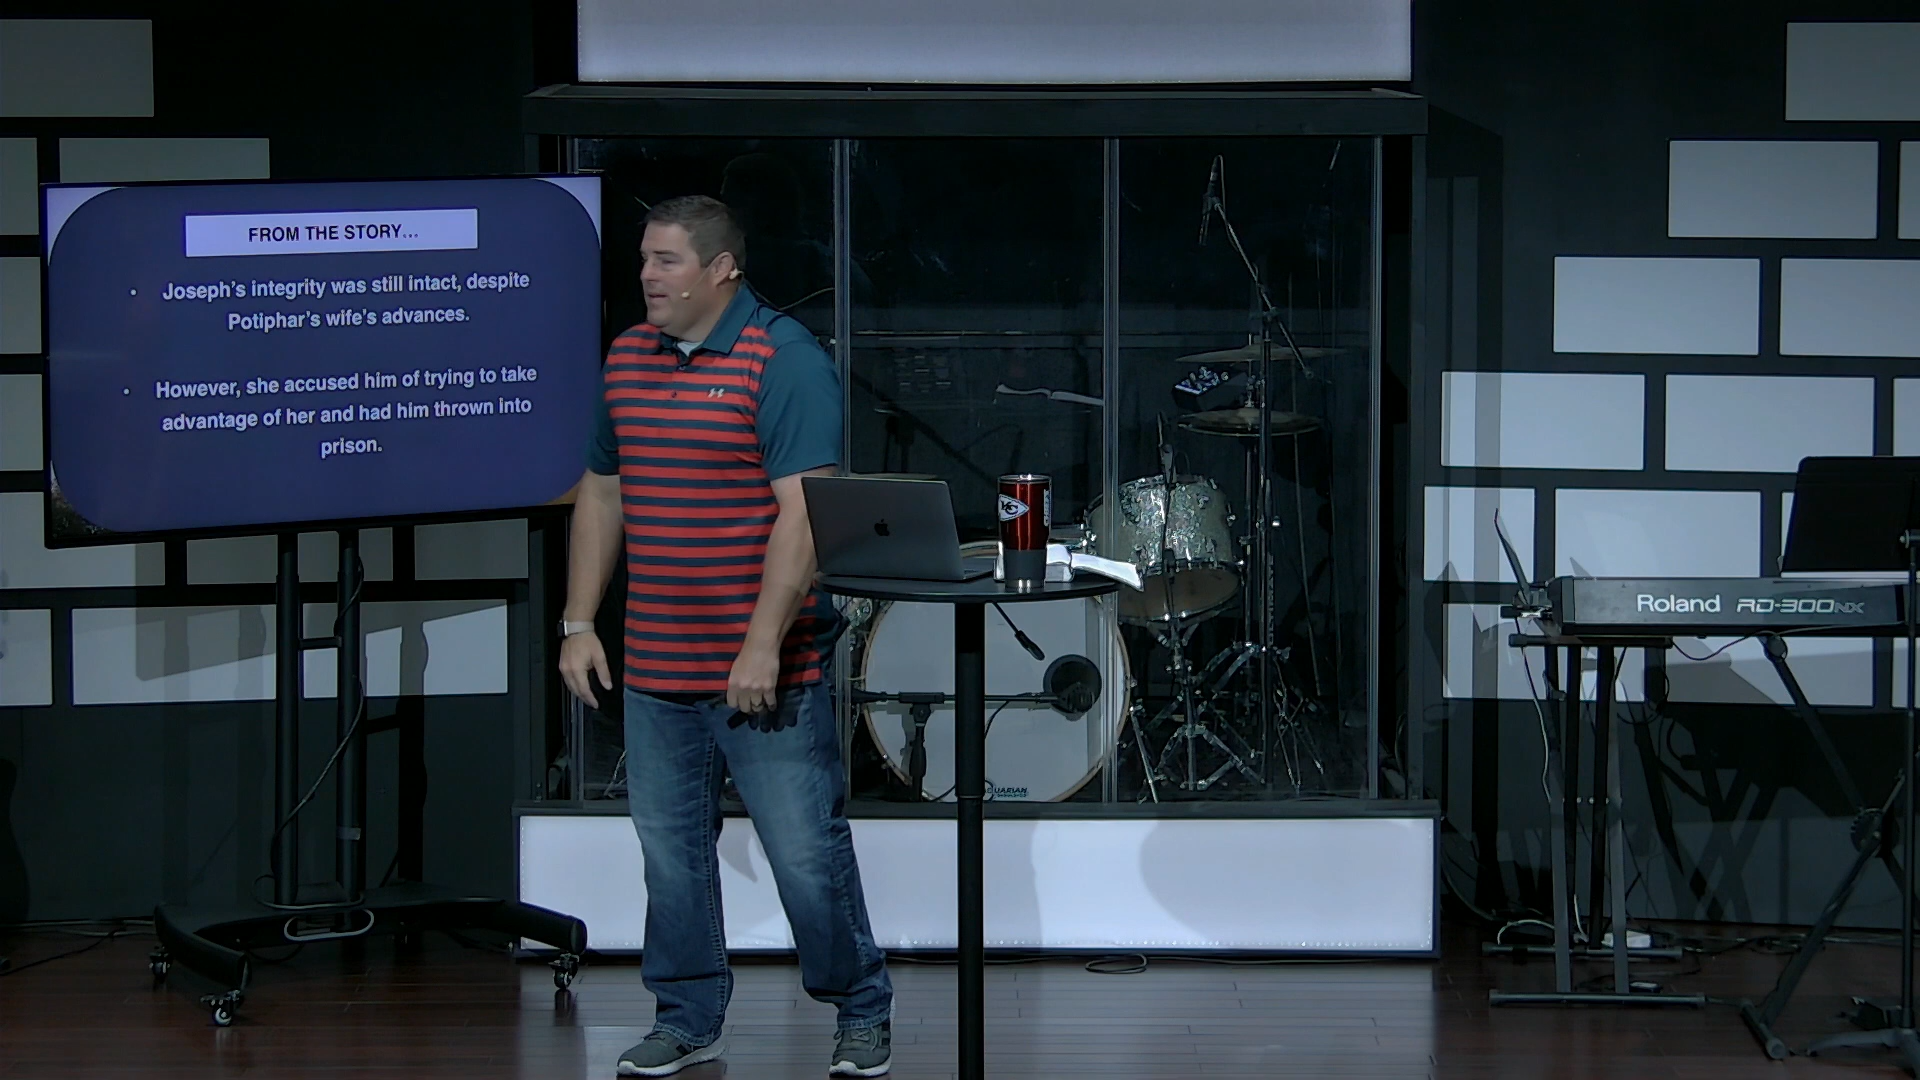 FROM THE STORY...
• Joseph's integrity was still intact, despite
Potiphar's wife's advances.
• However, she accused him of trying to take
advantage of her and had him thrown into
prison.
KC
Roland RD-300NX